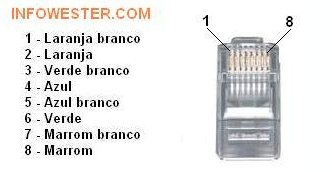 INFOWESTER.COM
1 - Laranja branco
2 - Laranja
3 - Verde branco
4 - Azul
5 - Azul branco
6 - Verde
7 - Marrom branco
8 - Marrom
1 8